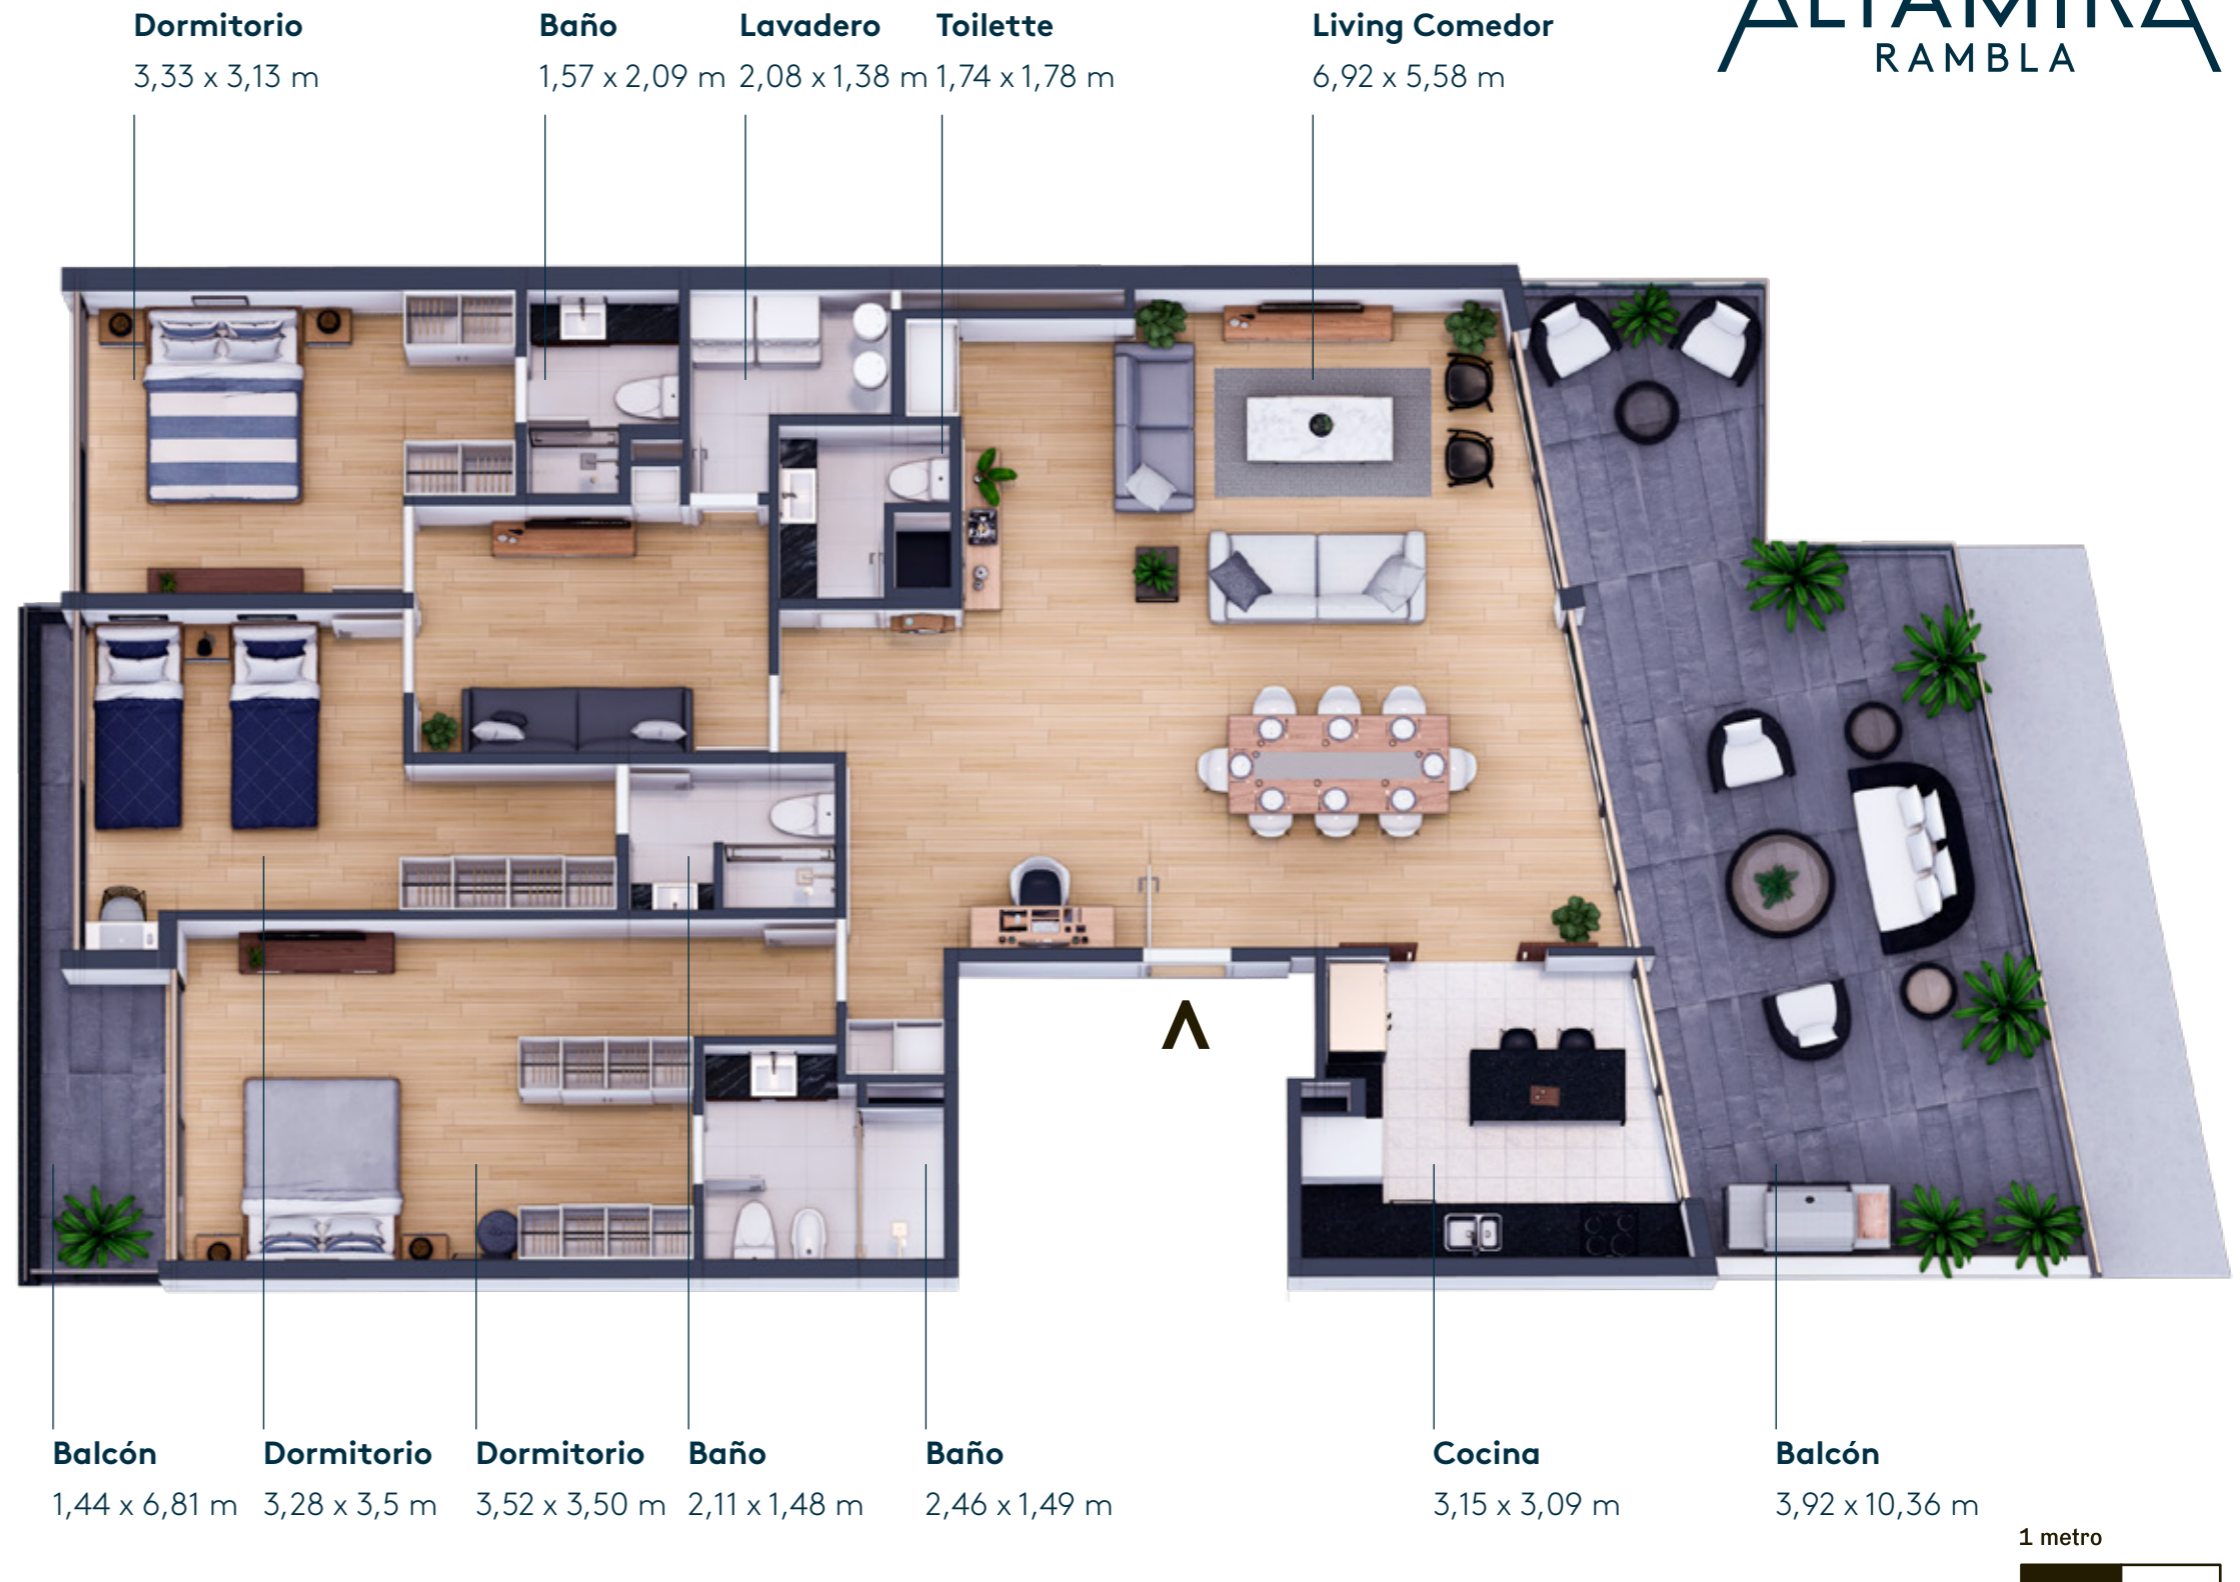 Dormitorio
3,33 x 3,13 m
Baño
1,57 x 2,09 m
Lavadero
2,08 x 1,38 m
Toilette
1,74 x 1,78 m
Living Comedor
6,92 x 5,58 m
ALTAMIRA
RAMBLA
Balcón
1,44 x 6,81 m
Dormitorio
3,28 x 3,5 m
Dormitorio
3,52 x 3,50 m
Baño
2,11 x 1,48 m
Baño
2,46 x 1,49 m
Cocina
3,15 x 3,09 m
Balcón
3,92 x 10,36 m
1 metro